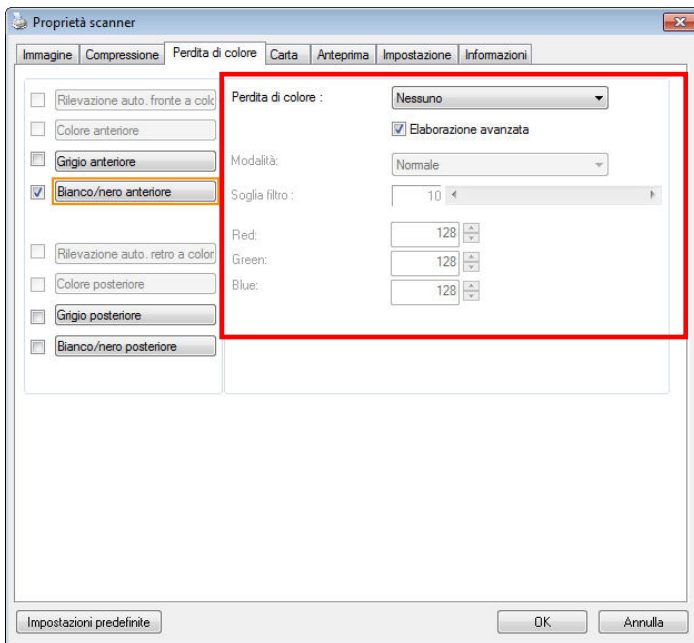 Proprietà scanner
Immagine Compressione Perdita di colore Carta Anteprima Impostazione Informazioni
Rilevazione auto. fronte a colo
Colore anteriore
Grigio anteriore
Bianco/nero anteriore
Rilevazione auto. retro a color
Colore posteriore
Grigio posteriore
Bianco/nero posteriore
Perdita di colore : Nessuno
Elaborazione avanzata
Modalità: Normale
Soglia filtro : 10
Red: 128
Green: 128
Blue: 128
Impostazioni predefinite OK Annulla